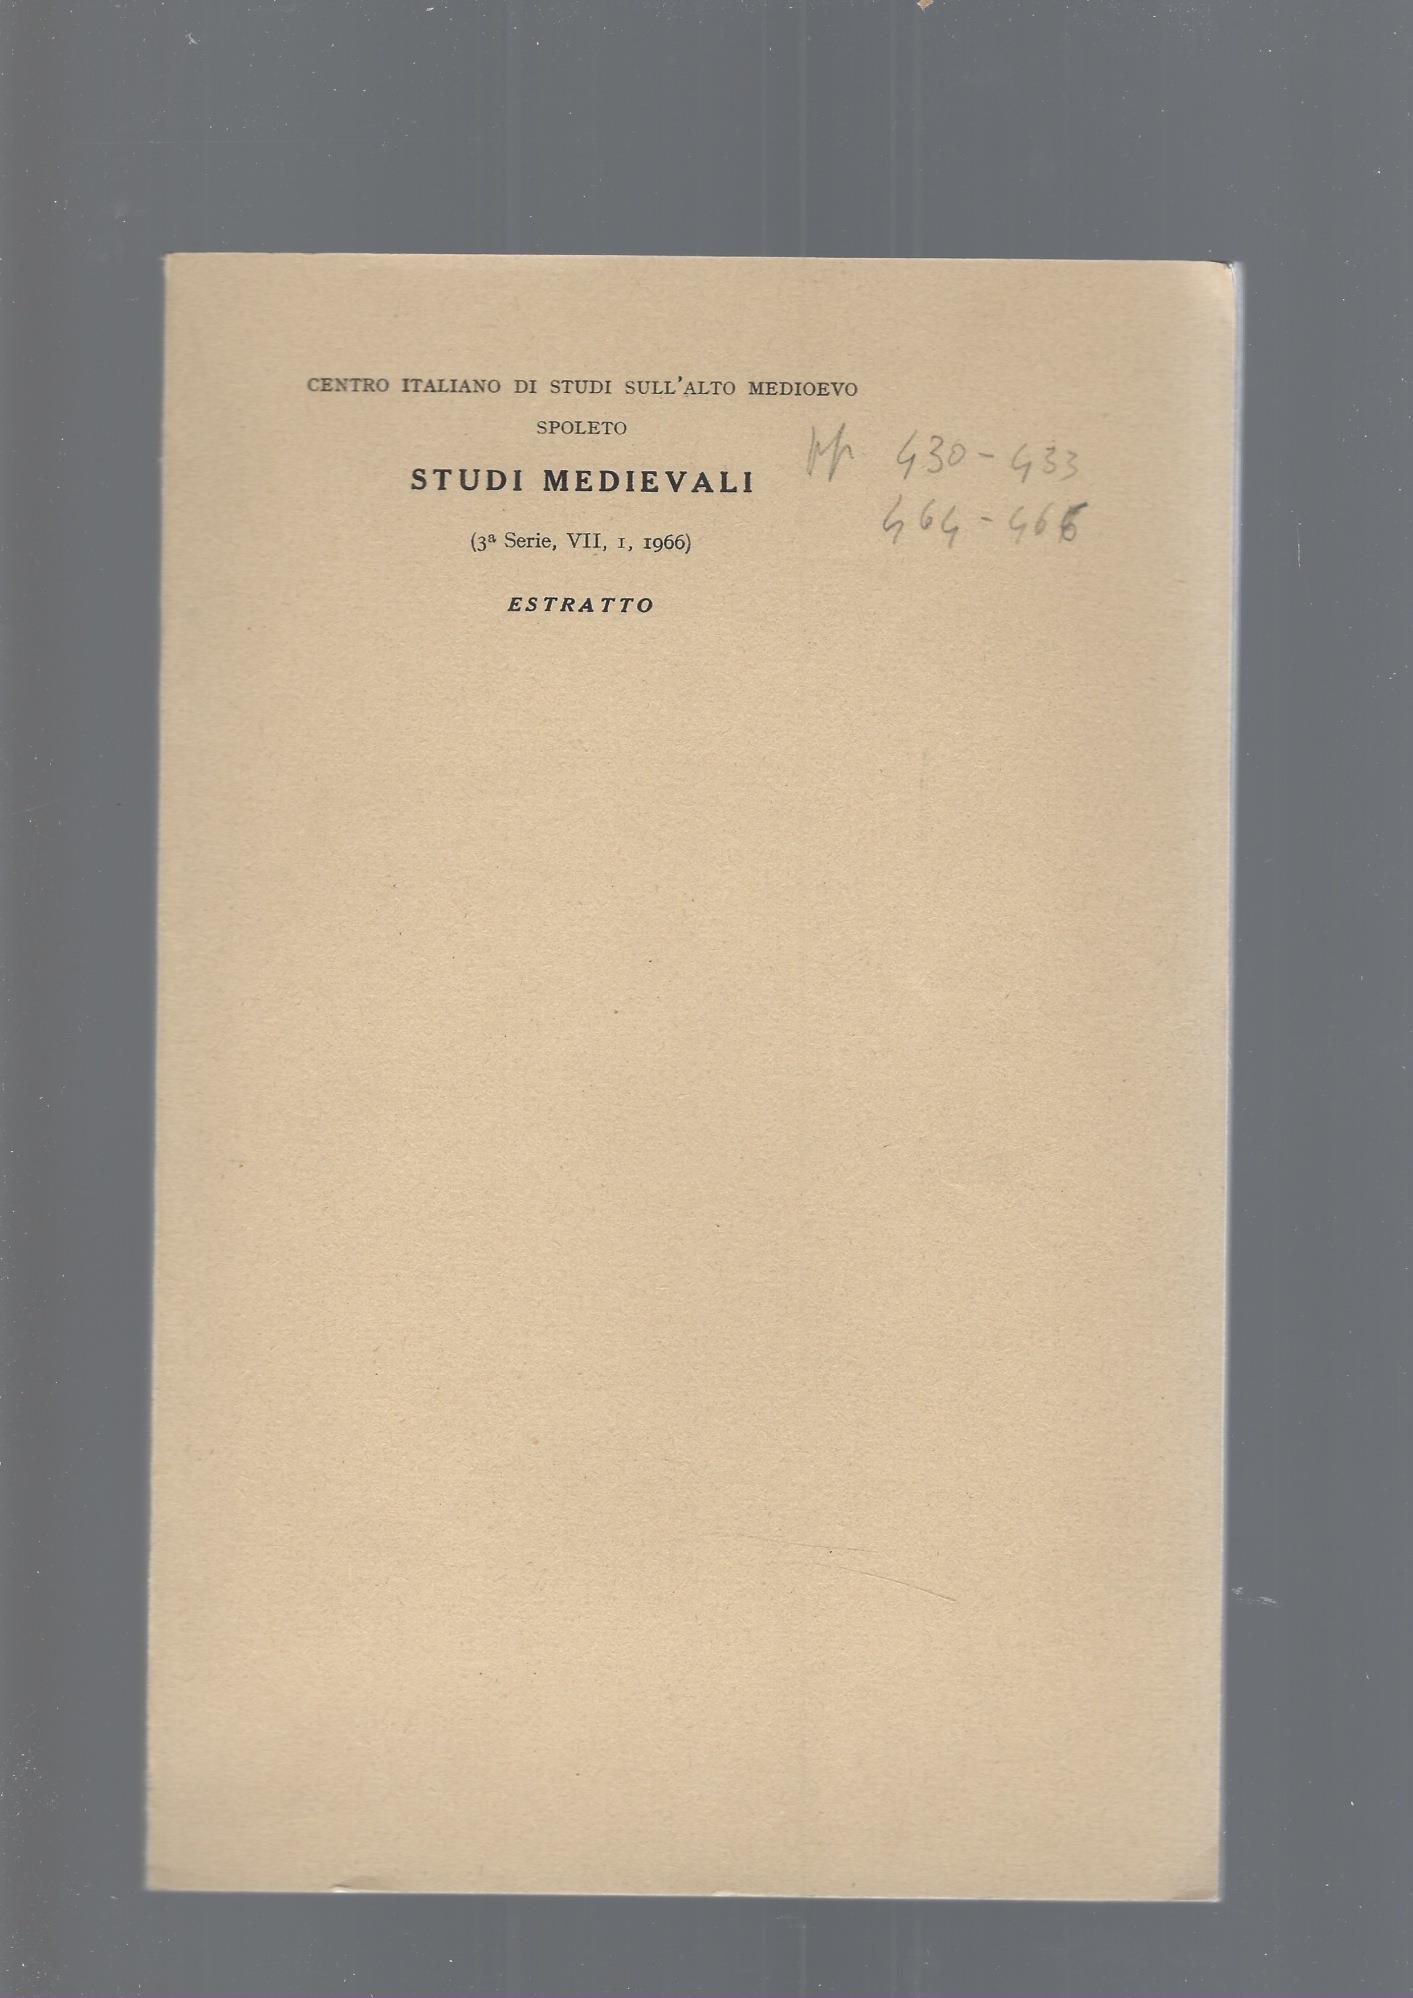 CENTRO ITALIANO DI STUDI SULL'ALTO MEDIOEVO
SPOLETO
STUDI MEDIEVALI
(3ª Serie, VII, 1, 1966)
ESTRATTO
pp. 430-433
464-466